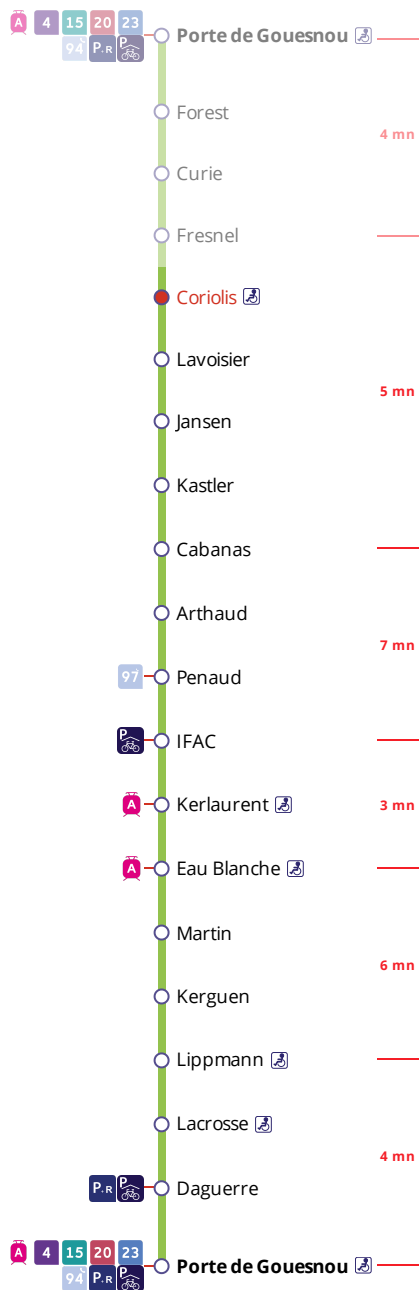 A 4 15 20 23
Porte de Gouesnou
94 P.R P
Forest
4 mn
Curie
Fresnel
Coriolis
Lavoisier
5 mn
Jansen
Kastler
Cabanas
Arthaud
7 mn
97 Penaud
P IFAC
A Kerlaurent
3 mn
A Eau Blanche
Martin
6 mn
Kerguen
Lippmann
Lacrosse
4 mn
P.R P Daguerre
A 4 15 20 23
Porte de Gouesnou
94 P.R P